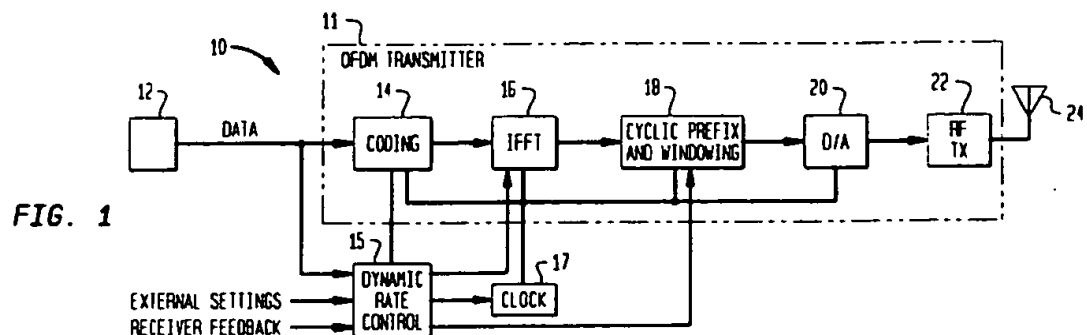 11
10
OFDM TRANSMITTER
12
14
16
18
20
22
24
DATA
CODING
IFFT
CYCLIC PREFIX
AND WINDOWING
D/A
RF
TX
FIG. 1
15
17
DYNAMIC
RATE
CONTROL
CLOCK
EXTERNAL SETTINGS
RECEIVER FEEDBACK